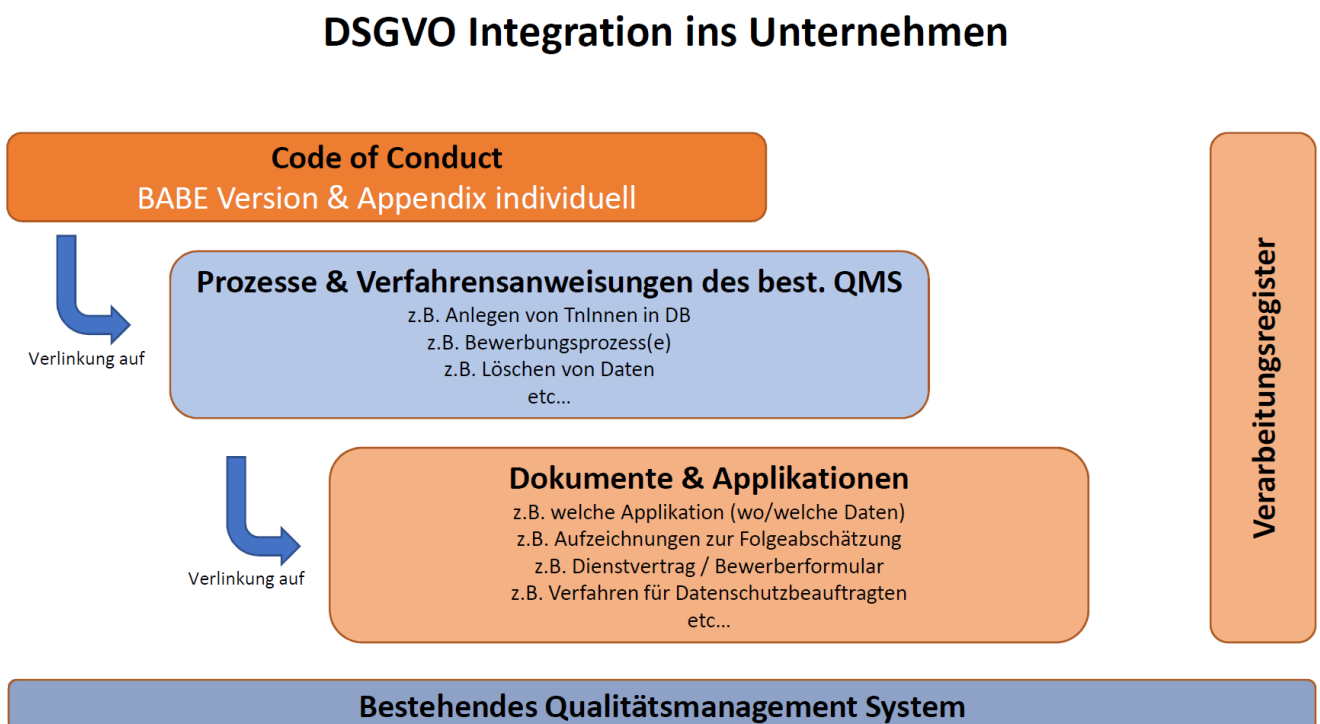 DSGVO Integration ins Unternehmen
Code of Conduct
BABE Version & Appendix individuell
Verlinkung auf
Prozesse & Verfahrensanweisungen des best. QMS
z.B. Anlegen von TnInnen in DB
z.B. Bewerbungsprozess(e)
z.B. Löschen von Daten
etc...
Verlinkung auf
Dokumente & Applikationen
z.B. welche Applikation (wo/welche Daten)
z.B. Aufzeichnungen zur Folgeabschätzung
z.B. Dienstvertrag / Bewerberformular
z.B. Verfahren für Datenschutzbeauftragten
etc...
Verarbeitungsregister
Bestehendes Qualitätsmanagement System